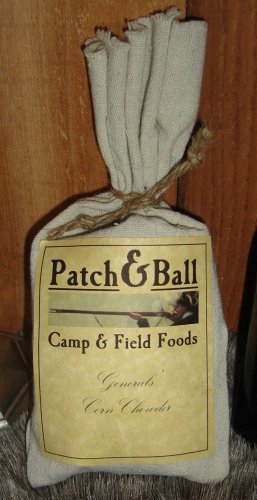 Patch & Ball
Camp & Field Foods
Generals'
Corn Chowder